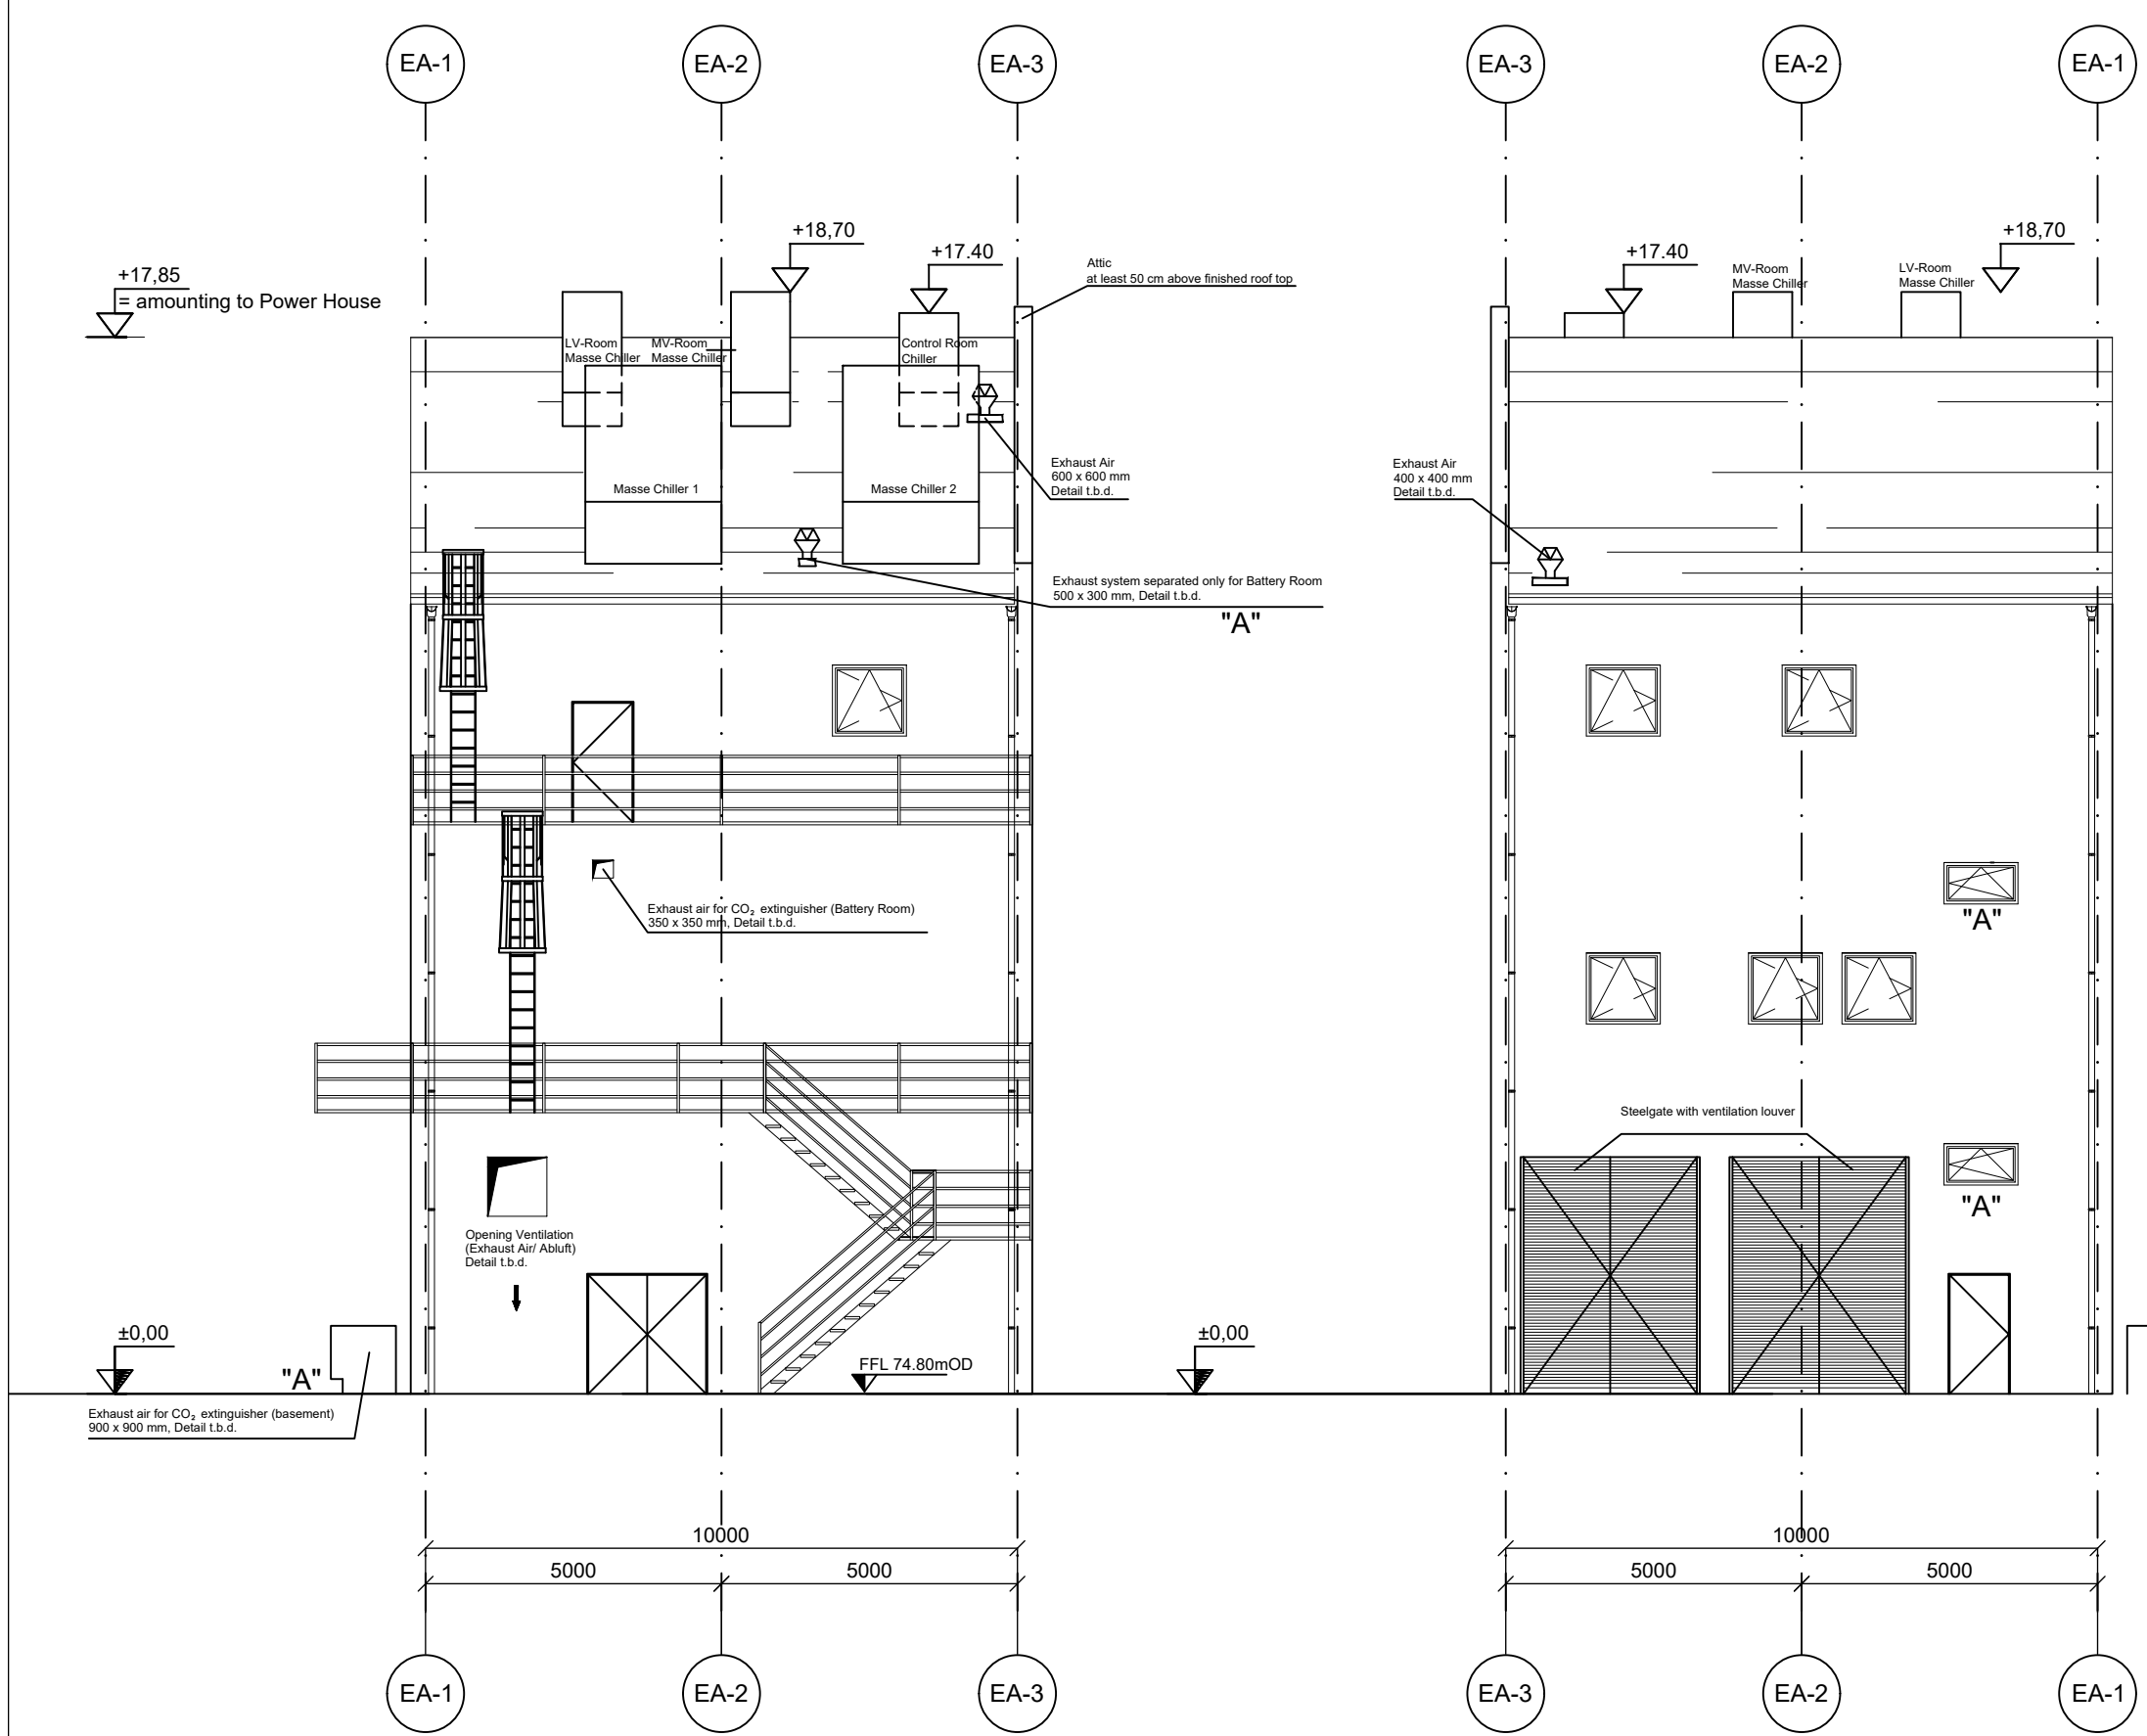 EA-1
EA-2
EA-3
EA-3
EA-2
EA-1
+17,85
= amounting to Power House
+18,70
+17.40
Attic
at least 50 cm above finished roof top
+17.40
MV-Room
Masse Chiller
LV-Room
Masse Chiller
+18,70
LV-Room
Masse Chiller
MV-Room
Masse Chiller
Control Room
Chiller
Masse Chiller 1
Masse Chiller 2
Exhaust Air
600 x 600 mm
Detail t.b.d.
Exhaust Air
400 x 400 mm
Detail t.b.d.
Exhaust system separated only for Battery Room
500 x 300 mm, Detail t.b.d.
"A"
Exhaust air for CO₂ extinguisher (Battery Room)
350 x 350 mm, Detail t.b.d.
"A"
Steelgate with ventilation louver
"A"
Opening Ventilation
(Exhaust Air/ Abluft)
Detail t.b.d.
±0,00
"A"
FFL 74.80mOD
±0,00
Exhaust air for CO₂ extinguisher (basement)
900 x 900 mm, Detail t.b.d.
10000
5000
5000
10000
5000
5000
EA-1
EA-2
EA-3
EA-3
EA-2
EA-1